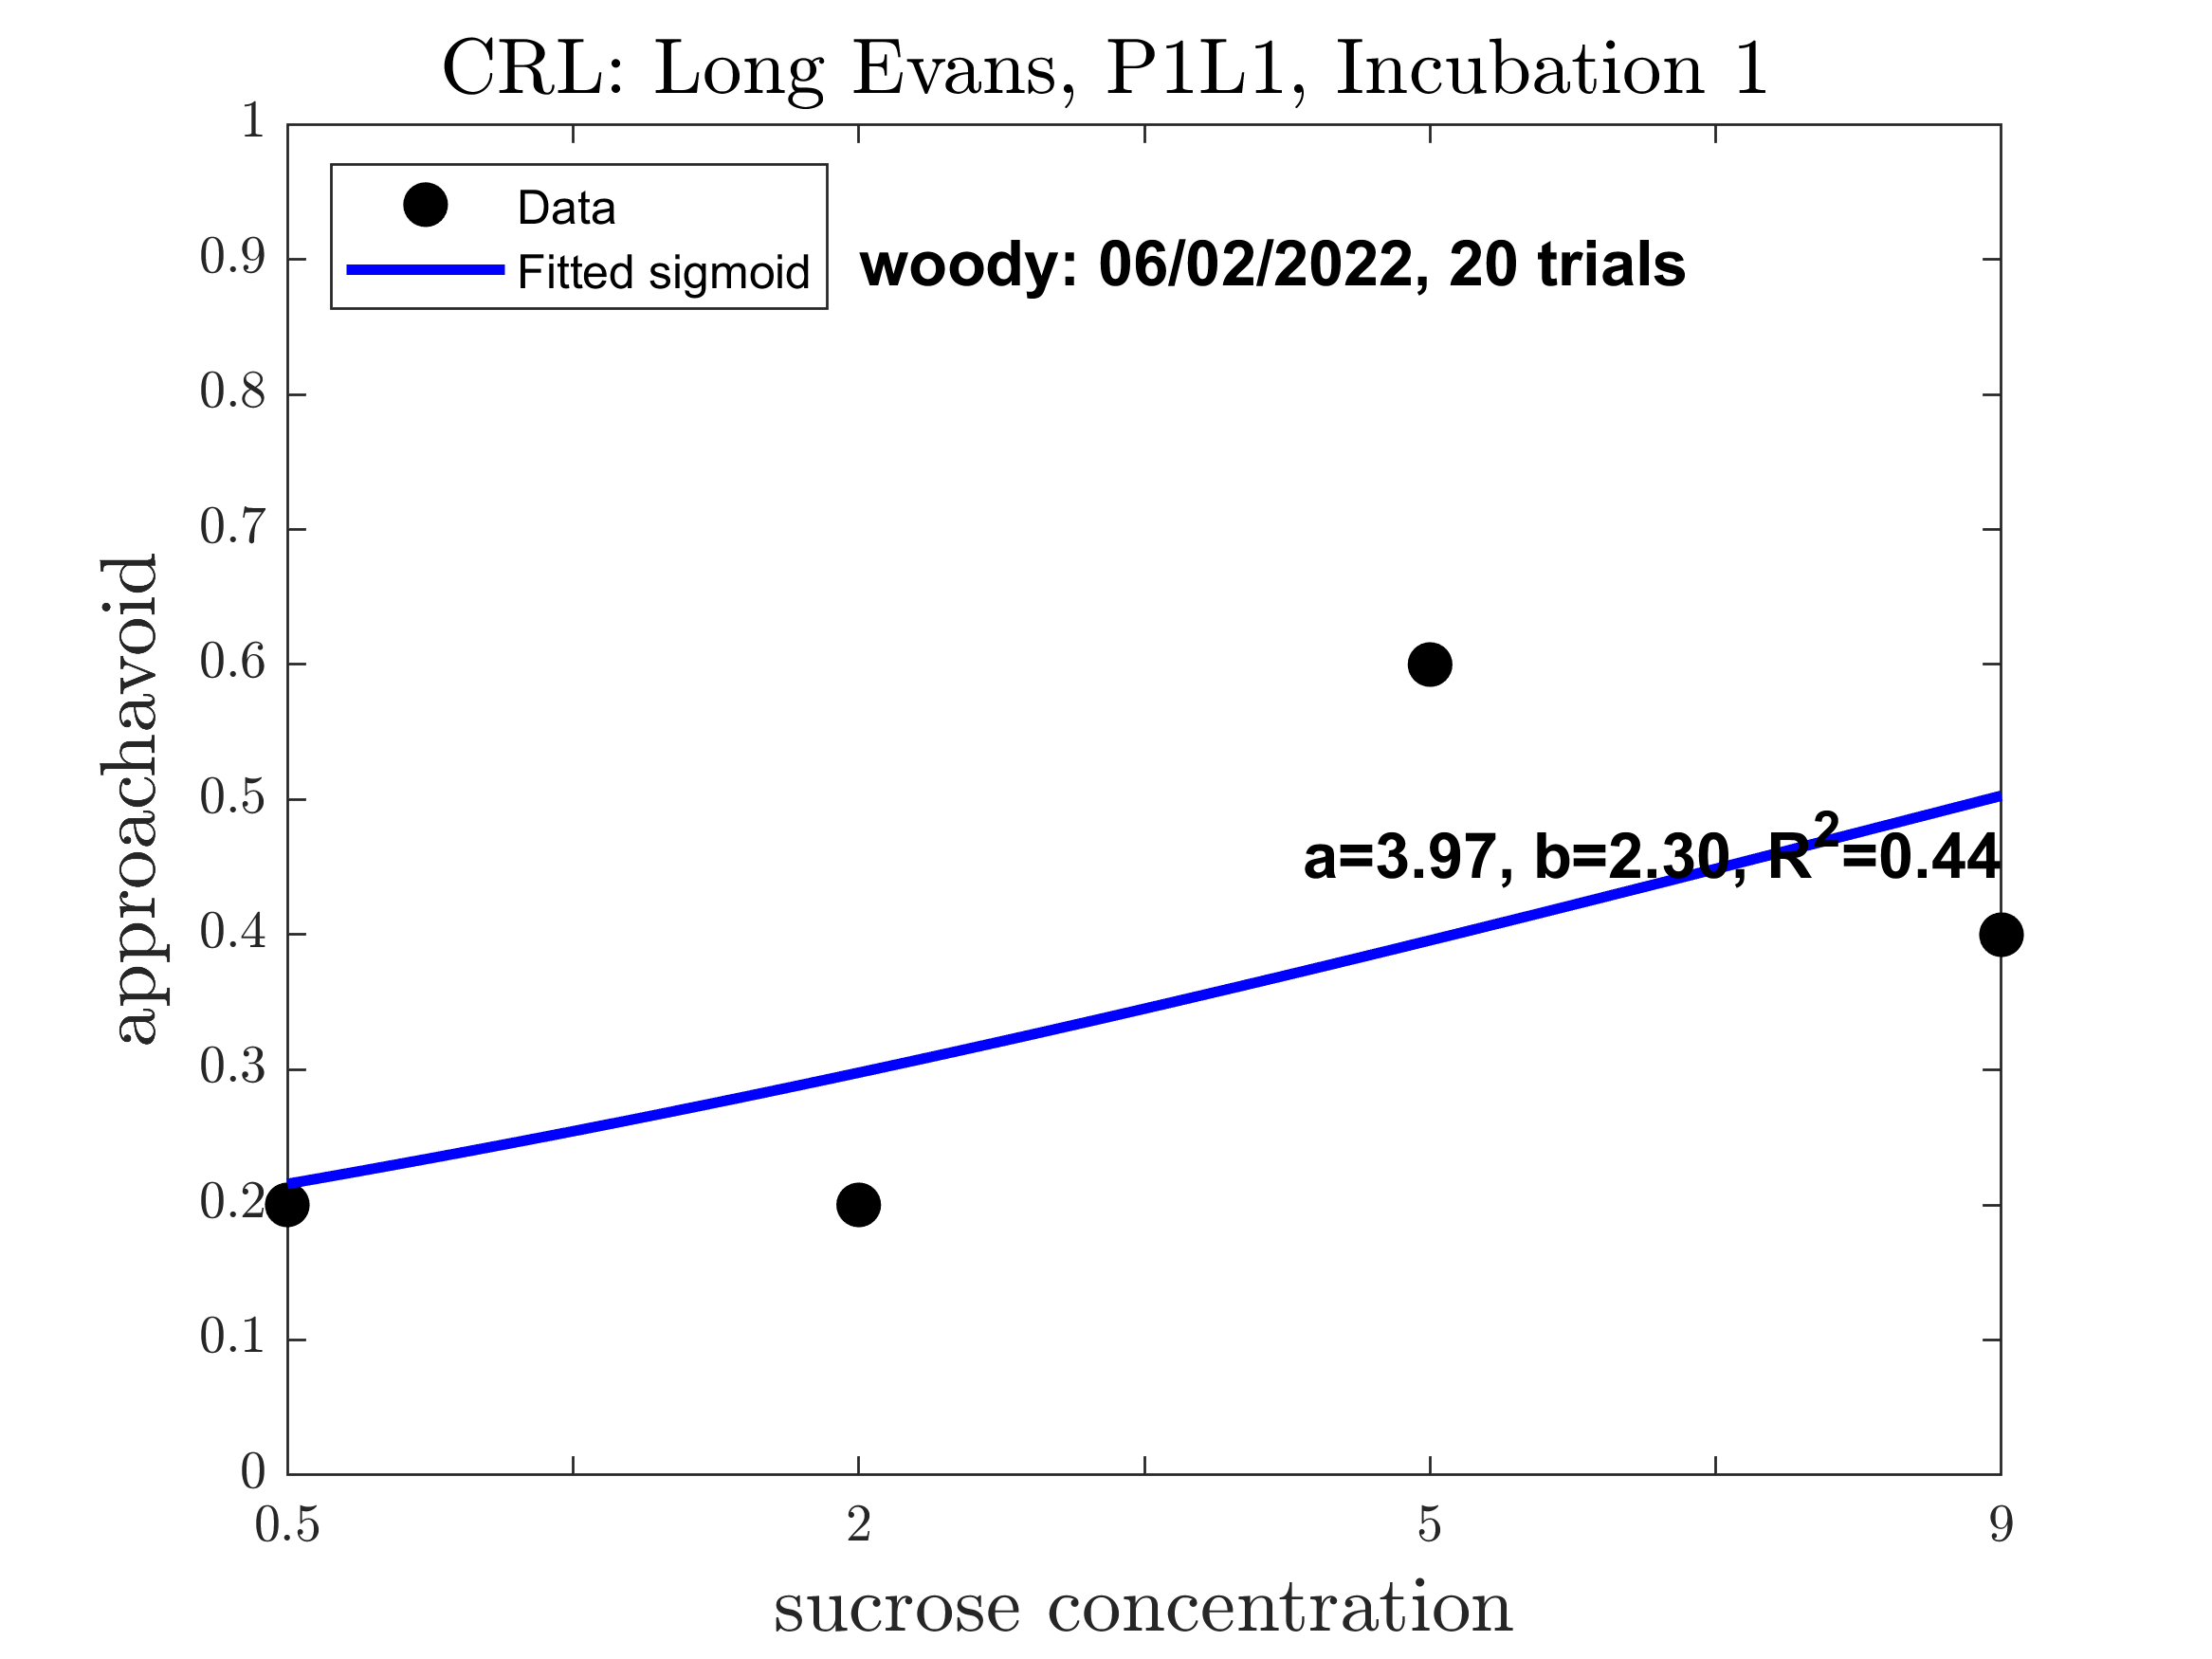 CRL: Long Evans, P1L1, Incubation 1
1
Data
Fitted sigmoid
woody: 06/02/2022, 20 trials
0.9
0.8
0.7
0.6
0.5
a=3.97, b=2.30, R²=0.44
0.4
0.3
0.2
0.1
0
approachavoid
0.5 2 5 9
sucrose concentration